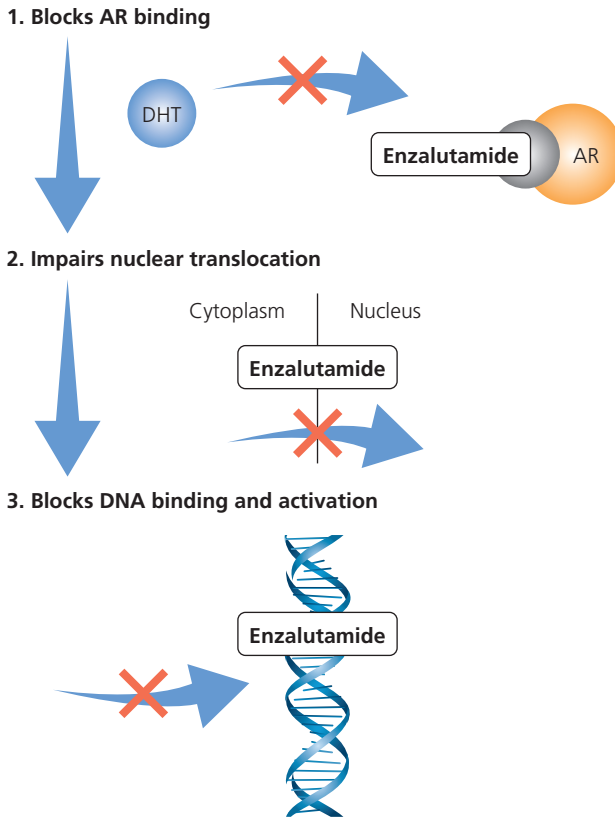 1. Blocks AR binding
DHT
Enzalutamide
AR
2. Impairs nuclear translocation
Cytoplasm
Nucleus
Enzalutamide
3. Blocks DNA binding and activation
Enzalutamide